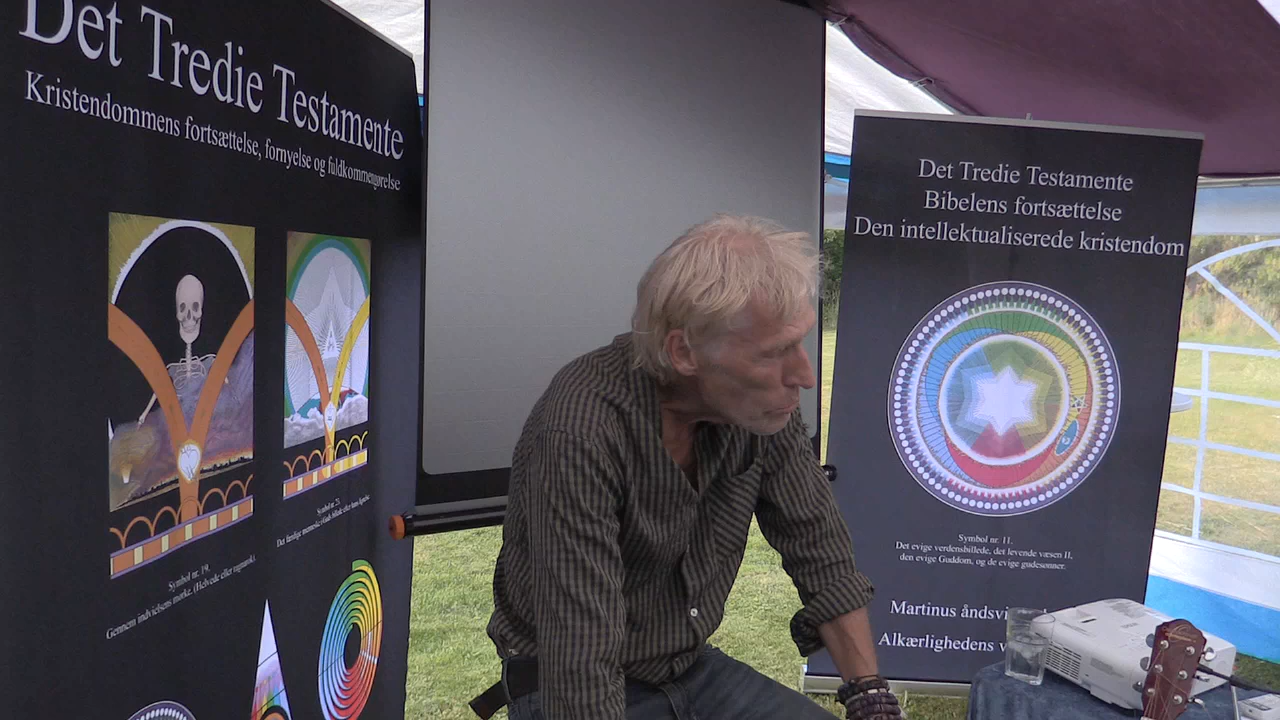 Det Tredie Testamente
Kristendommens fortsættelse, fornyelse og fuldkommengørelse
Symbol nr. 19.
Gennem indvielsens mørke. (Helvede eller ragnarok).
Symbol nr. 23.
Det færdige menneske i Guds billede efter hans lignelse
Det Tredie Testamente
Bibelens fortsættelse
Den intellektualiserede kristendom
Symbol nr. 11.
Det evige verdensbillede, det levende væsen II,
den evige Guddom, og de evige gudesønner.
Martinus
Alkærlighedens